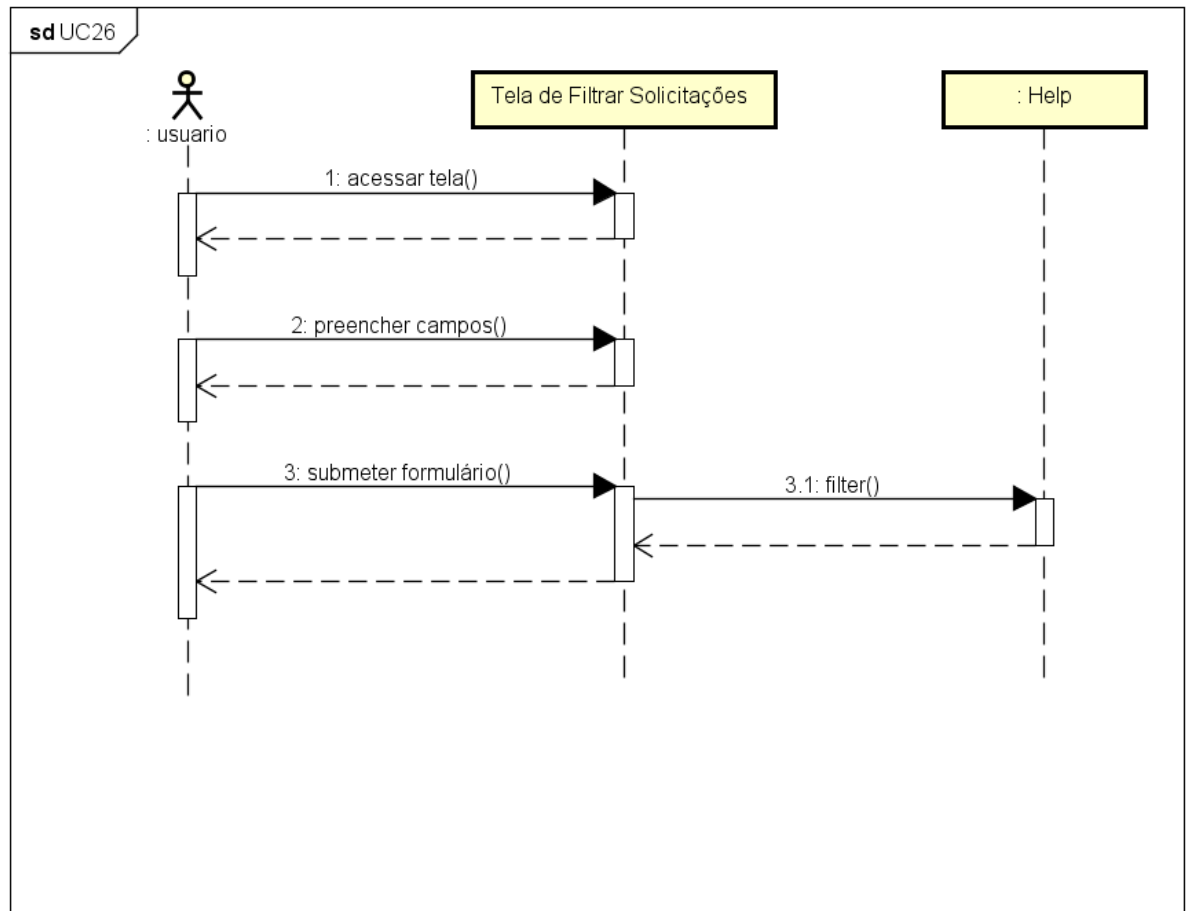 sd UC26
: usuario
Tela de Filtrar Solicitações
: Help
1: acessar tela()
2: preencher campos()
3: submeter formulário()
3.1: filter()